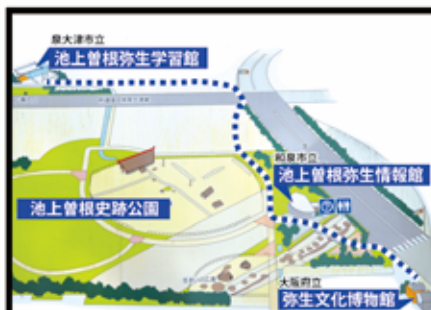 泉大津市立
池上曽根弥生学習館
和泉市立
池上曽根弥生情報館
池上曽根史跡公園
大阪府立
弥生文化博物館